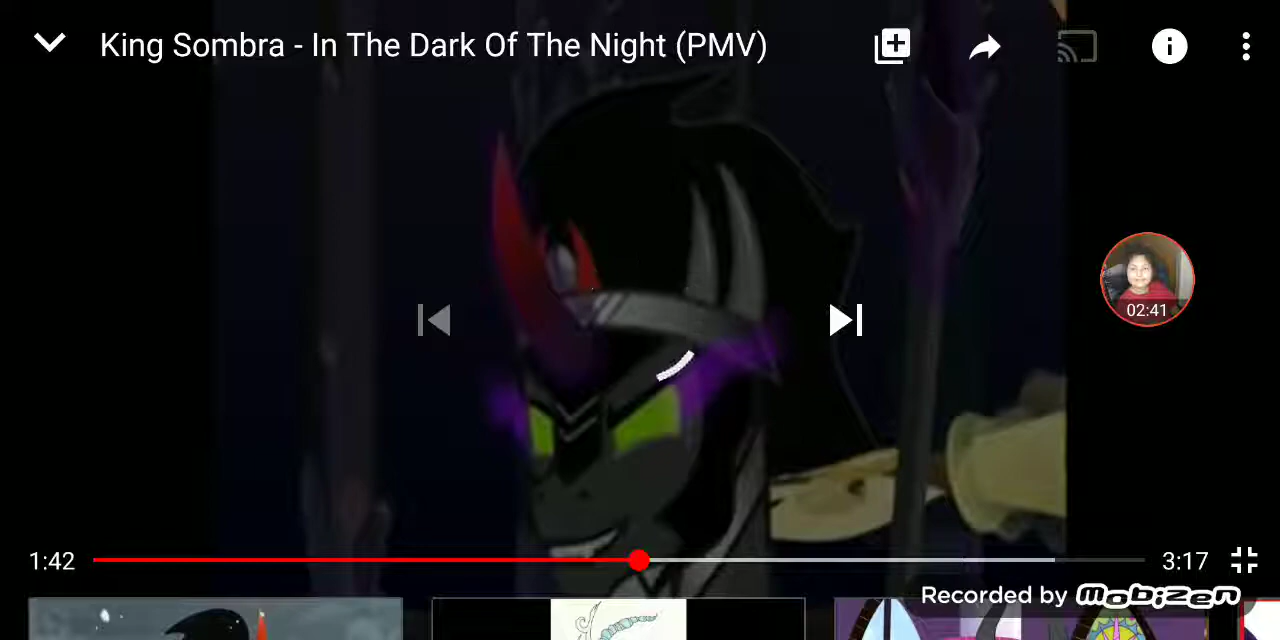 King Sombra - In The Dark Of The Night (PMV)
02:41
1:42
3:17
Recorded by mobizen